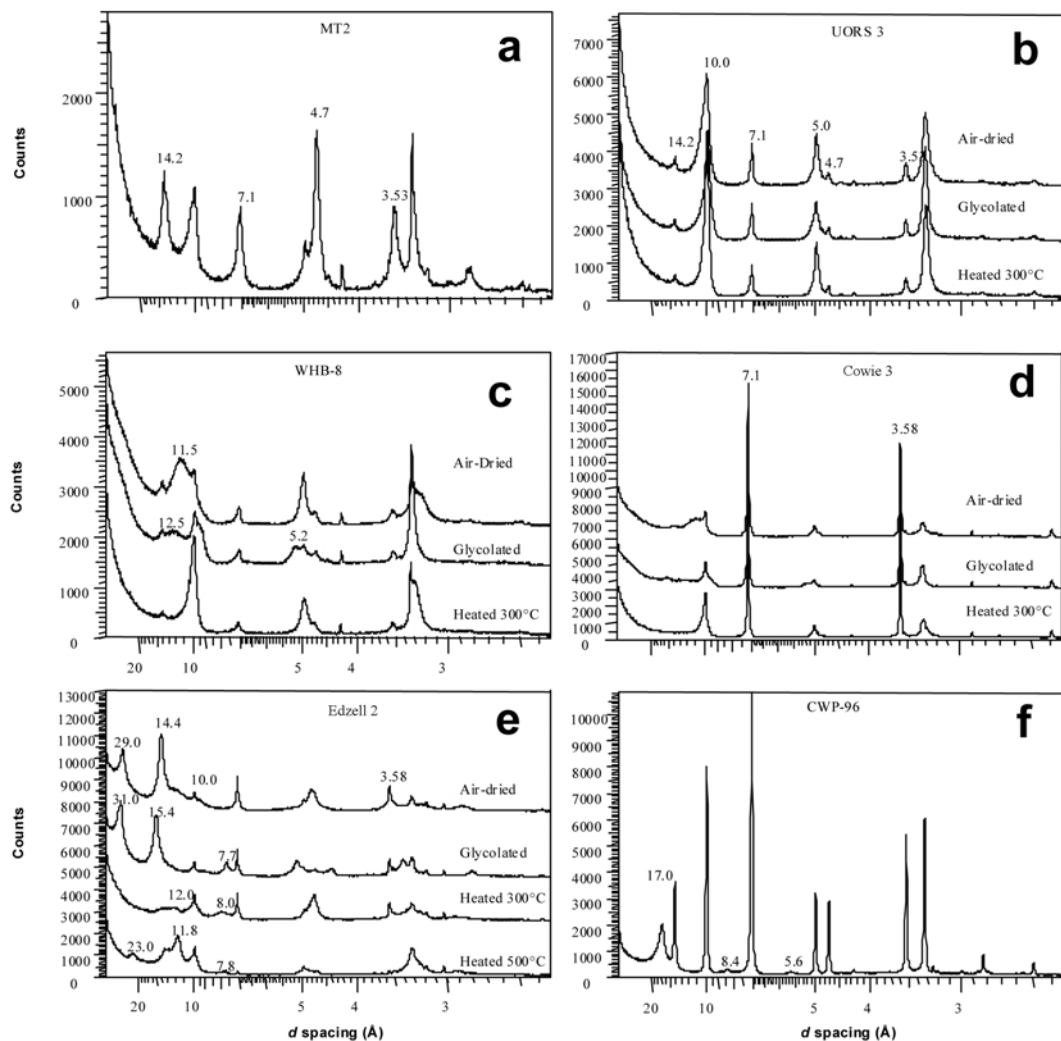 a
MT2
Counts
2000
1000
0
14.2
7.1
4.7
3.53
b
UORS 3
7000
6000
5000
4000
3000
2000
1000
0
10.0
14.2
7.1
5.0
4.7
3.5
Air-dried
Glycolated
Heated 300°C
c
WHB-8
5000
4000
3000
2000
1000
0
11.5
12.5
5.2
Air-Dried
Glycolated
Heated 300°C
20 10 5 4 3
d
Cowie 3
17000
16000
15000
14000
13000
12000
11000
10000
9000
8000
7000
6000
5000
4000
3000
2000
1000
0
7.1
3.58
Air-dried
Glycolated
Heated 300°C
e
Edzell 2
Counts
13000
12000
11000
10000
9000
8000
7000
6000
5000
4000
3000
2000
1000
0
29.0
14.4
10.0
3.58
Air-dried
31.0
15.4
7.7
Glycolated
12.0
8.0
Heated 300°C
23.0
11.8
7.8
Heated 500°C
20 10 5 4 3
d spacing (Å)
f
CWP-96
10000
9000
8000
7000
6000
5000
4000
3000
2000
1000
0
17.0
8.4
5.6
20 10 5 4 3
d spacing (Å)